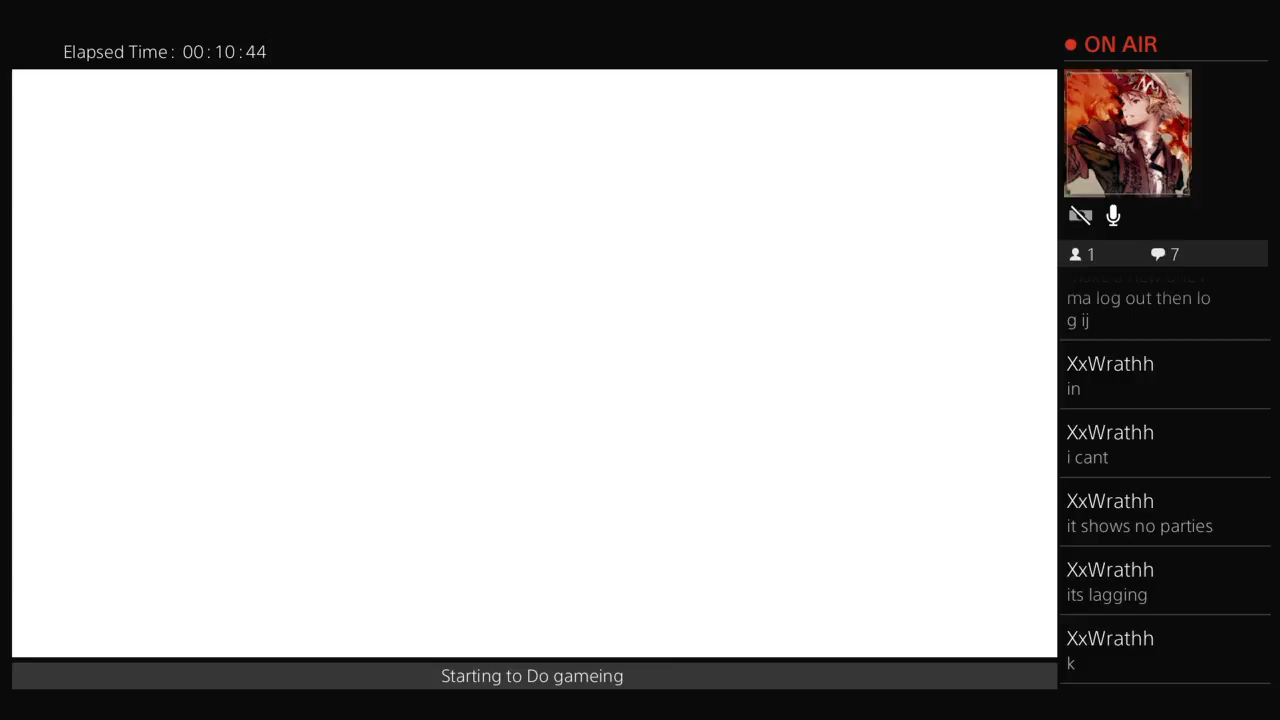 Elapsed Time: 00:10:44
ON AIR
1
7
ma log out then lo
g ij
XxWrathh
in
XxWrathh
i cant
XxWrathh
it shows no parties
XxWrathh
its lagging
XxWrathh
k
Starting to Do gameing